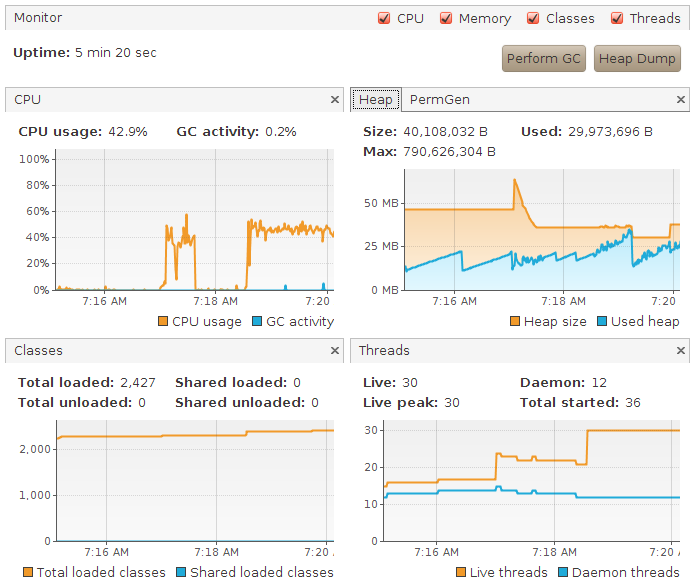 Monitor
CPU Memory Classes Threads
Uptime: 5 min 20 sec
Perform GC Heap Dump
CPU
CPU usage: 42.9% GC activity: 0.2%
100%
80%
60%
40%
20%
0%
7:16 AM 7:18 AM 7:20
CPU usage GC activity
Heap PermGen
Size: 40,108,032 B Used: 29,973,696 B
Max: 790,626,304 B
50 MB
25 MB
0 MB
7:16 AM 7:18 AM 7:20
Heap size Used heap
Classes
Total loaded: 2,427 Shared loaded: 0
Total unloaded: 0 Shared unloaded: 0
2,000
1,000
0
7:16 AM 7:18 AM 7:20 A
Total loaded classes Shared loaded classes
Threads
Live: 30 Daemon: 12
Live peak: 30 Total started: 36
30
20
10
0
7:16 AM 7:18 AM 7:20 A
Live threads Daemon threads